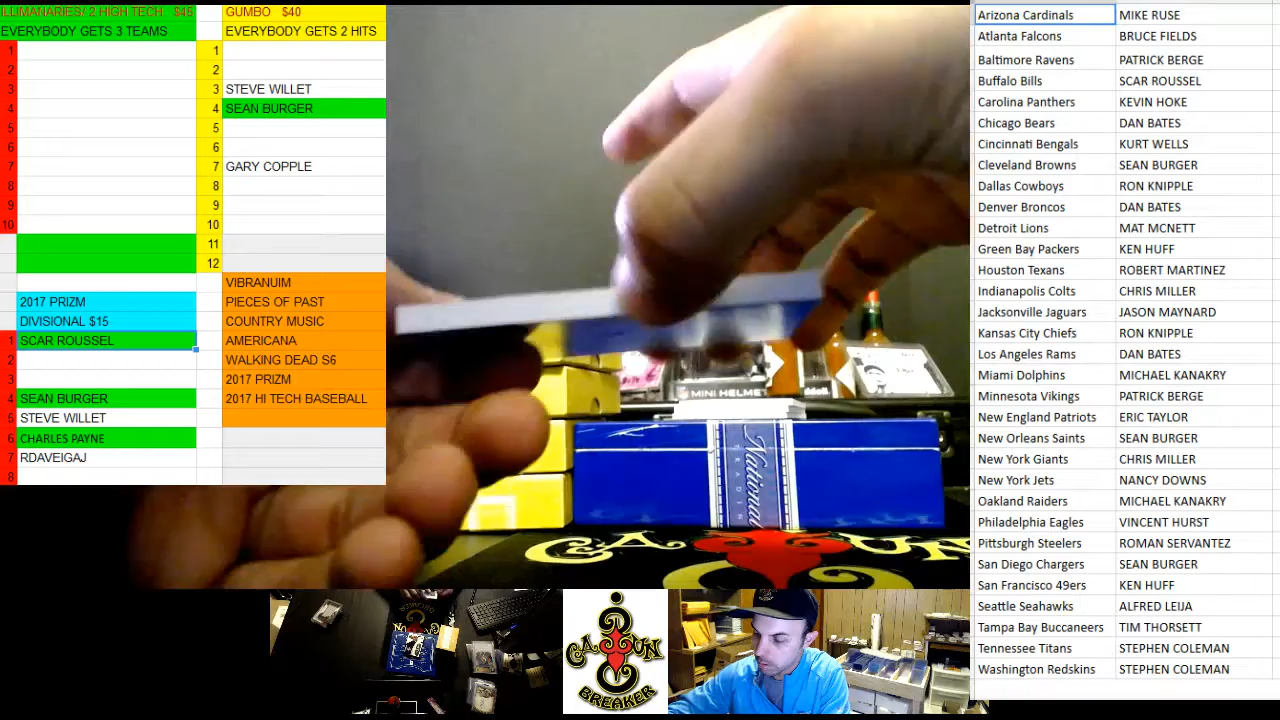 ILLMANARIES/ 2 HIGH TECH $45
EVERYBODY GETS 3 TEAMS
1
2
3
4
5
6
7
8
9
10
2017 PRIZM
DIVISIONAL $15
1 SCAR ROUSSEL
2
3
4 SEAN BURGER
5 STEVE WILLET
6 CHARLES PAYNE
7 RDAVEIGAJ
8
GUMBO $40
EVERYBODY GETS 2 HITS
1
2
3 STEVE WILLET
4 SEAN BURGER
5
6
7 GARY COPPLE
8
9
10
11
12
VIBRANUIM
PIECES OF PAST
COUNTRY MUSIC
AMERICANA
WALKING DEAD S6
2017 PRIZM
2017 HI TECH BASEBALL
MINI HELMET
National
CAJUN
BREAKER
Arizona Cardinals MIKE RUSE
Atlanta Falcons BRUCE FIELDS
Baltimore Ravens PATRICK BERGE
Buffalo Bills SCAR ROUSSEL
Carolina Panthers KEVIN HOKE
Chicago Bears DAN BATES
Cincinnati Bengals KURT WELLS
Cleveland Browns SEAN BURGER
Dallas Cowboys RON KNIPPLE
Denver Broncos DAN BATES
Detroit Lions MAT MCNETT
Green Bay Packers KEN HUFF
Houston Texans ROBERT MARTINEZ
Indianapolis Colts CHRIS MILLER
Jacksonville Jaguars JASON MAYNARD
Kansas City Chiefs RON KNIPPLE
Los Angeles Rams DAN BATES
Miami Dolphins MICHAEL KANAKRY
Minnesota Vikings PATRICK BERGE
New England Patriots ERIC TAYLOR
New Orleans Saints SEAN BURGER
New York Giants CHRIS MILLER
New York Jets NANCY DOWNS
Oakland Raiders MICHAEL KANAKRY
Philadelphia Eagles VINCENT HURST
Pittsburgh Steelers ROMAN SERVANTEZ
San Diego Chargers SEAN BURGER
San Francisco 49ers KEN HUFF
Seattle Seahawks ALFRED LEIJA
Tampa Bay Buccaneers TIM THORSETT
Tennessee Titans STEPHEN COLEMAN
Washington Redskins STEPHEN COLEMAN